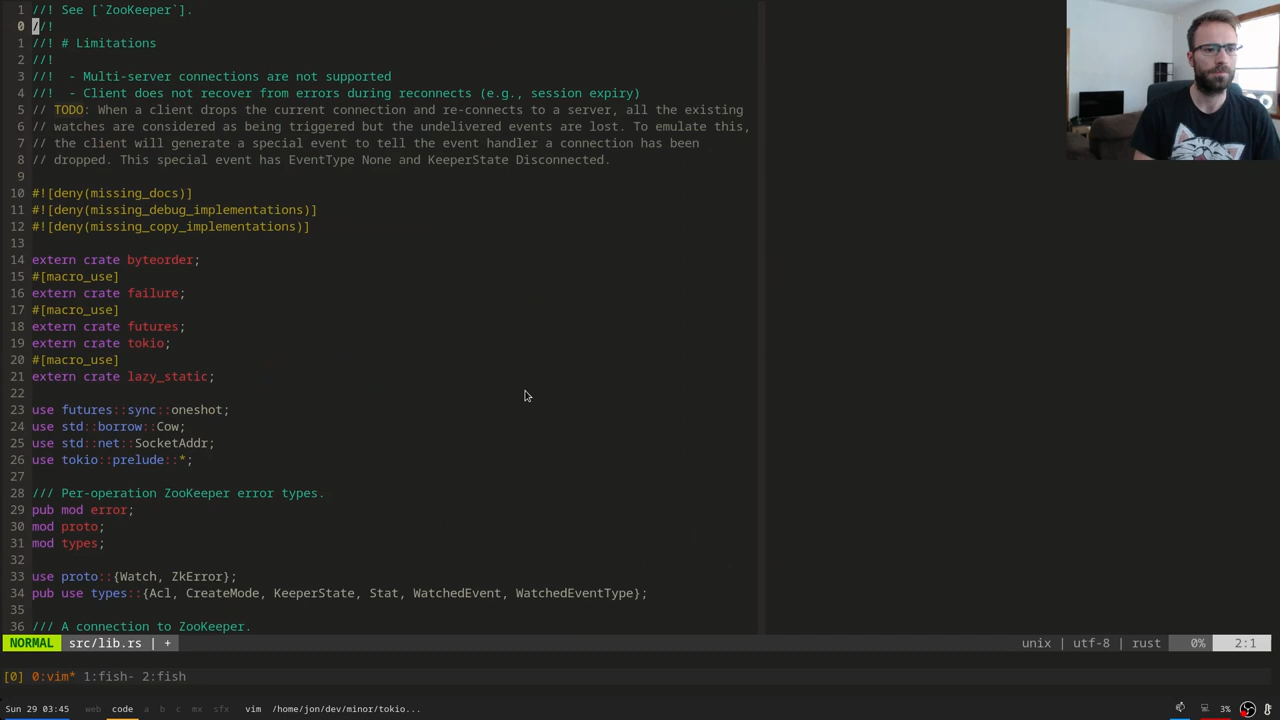 1 //! See [`ZooKeeper`].
0 //!
1 //! # Limitations
2 //!
3 //!  - Multi-server connections are not supported
4 //!  - Client does not recover from errors during reconnects (e.g., session expiry)
5 // TODO: When a client drops the current connection and re-connects to a server, all the existing
6 // watches are considered as being triggered but the undelivered events are lost. To emulate this,
7 // the client will generate a special event to tell the event handler a connection has been
8 // dropped. This special event has EventType None and KeeperState Disconnected.
9
10 #![deny(missing_docs)]
11 #![deny(missing_debug_implementations)]
12 #![deny(missing_copy_implementations)]
13
14 extern crate byteorder;
15 #[macro_use]
16 extern crate failure;
17 #[macro_use]
18 extern crate futures;
19 extern crate tokio;
20 #[macro_use]
21 extern crate lazy_static;
22
23 use futures::sync::oneshot;
24 use std::borrow::Cow;
25 use std::net::SocketAddr;
26 use tokio::prelude::*;
27
28 /// Per-operation ZooKeeper error types.
29 pub mod error;
30 mod proto;
31 mod types;
32
33 use proto::{Watch, ZkError};
34 pub use types::{Acl, CreateMode, KeeperState, Stat, WatchedEvent, WatchedEventType};
35
36 /// A connection to ZooKeeper.
NORMAL src/lib.rs | + unix | utf-8 | rust 0% 2:1
[0] 0:vim* 1:fish- 2:fish
Sun 29 03:45 web code a b c mx sfx vim /home/jon/dev/minor/tokio... 3%